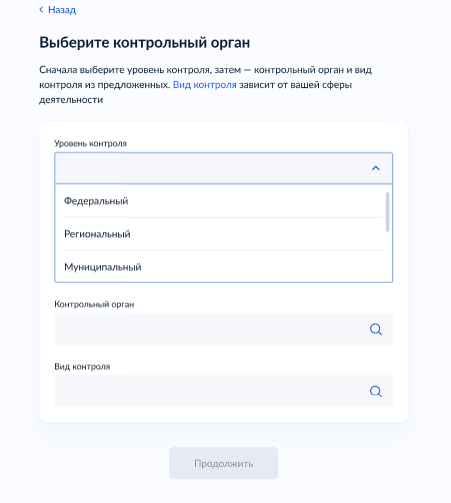 Назад
Выберите контрольный орган
Сначала выберите уровень контроля, затем — контрольный орган и вид
контроля из предложенных. Вид контроля зависит от вашей сферы
деятельности
Уровень контроля
Федеральный
Региональный
Муниципальный
Контрольный орган
Вид контроля
Продолжить